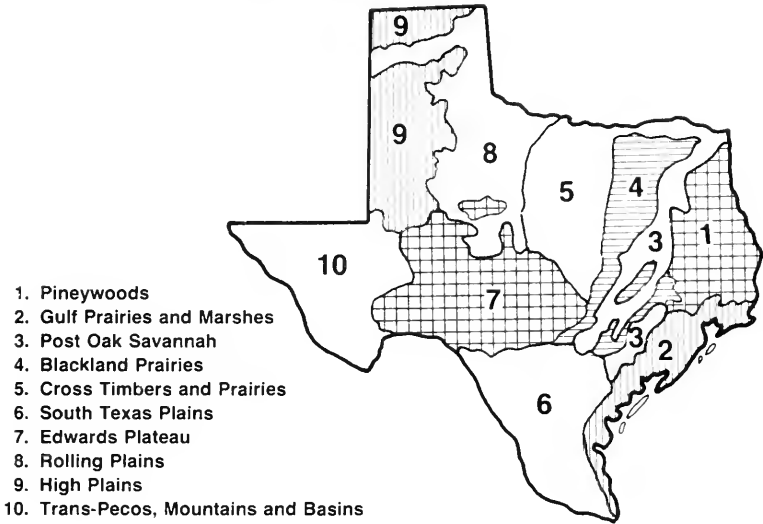 9
9
8
5
4
3
1
10
7
3
2
6
1. Pineywoods
2. Gulf Prairies and Marshes
3. Post Oak Savannah
4. Blackland Prairies
5. Cross Timbers and Prairies
6. South Texas Plains
7. Edwards Plateau
8. Rolling Plains
9. High Plains
10. Trans-Pecos, Mountains and Basins